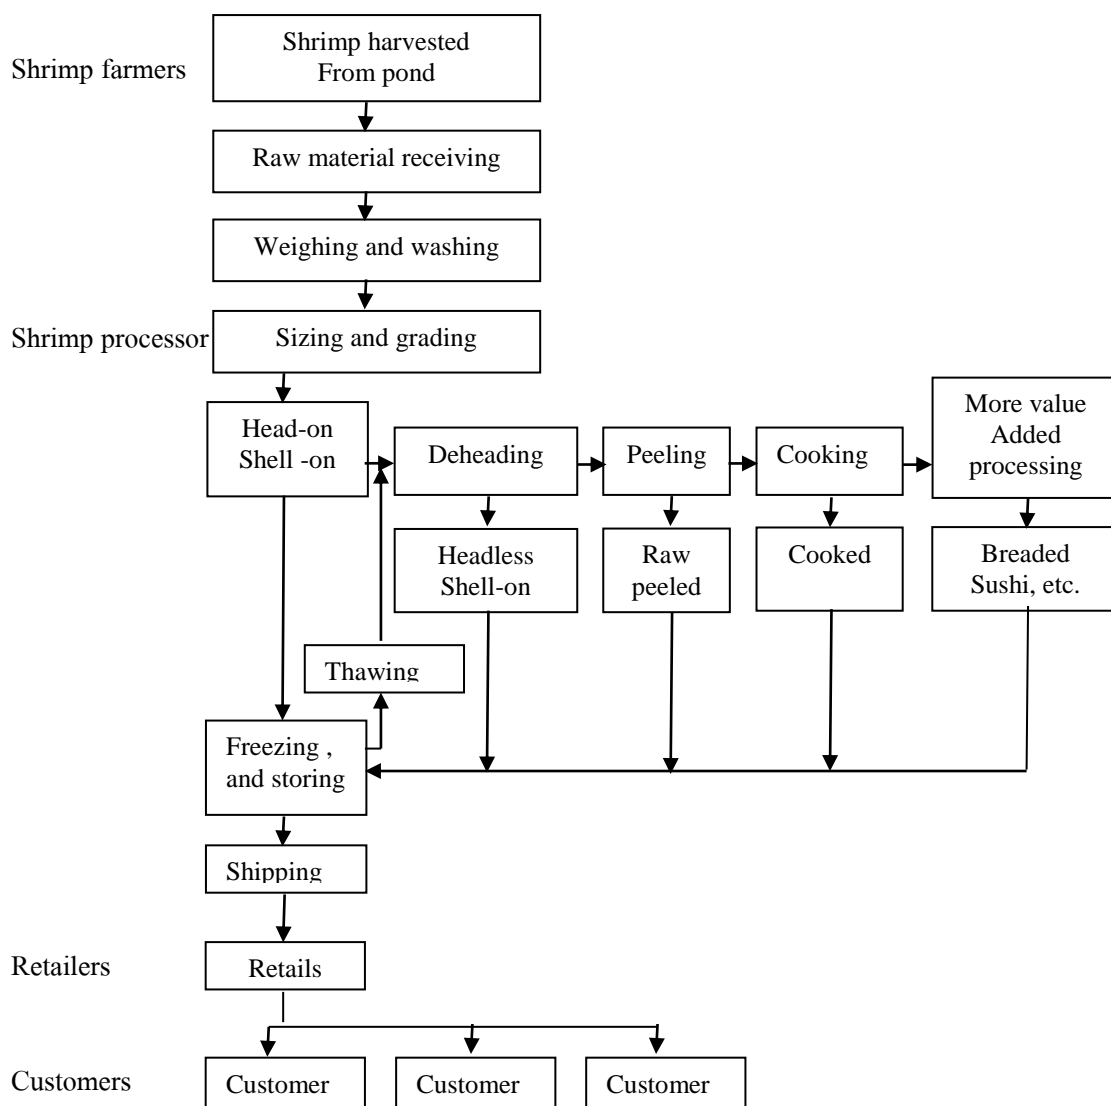 Shrimp farmers
Shrimp harvested
From pond
Raw material receiving
Weighing and washing
Shrimp processor
Sizing and grading
Head-on
Shell -on
Deheading
Peeling
Cooking
More value
Added
processing
Headless
Shell-on
Raw
peeled
Cooked
Breaded
Sushi, etc.
Thawing
Freezing ,
and storing
Shipping
Retailers
Retails
Customers
Customer
Customer
Customer